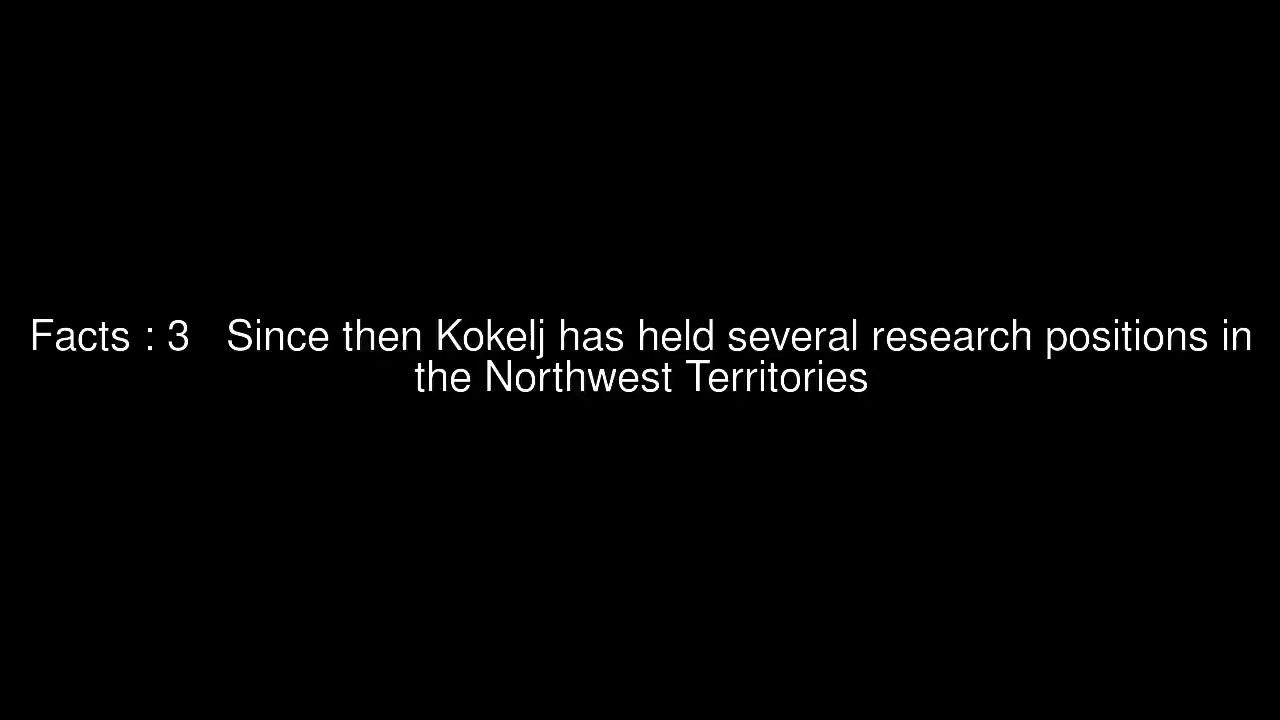 Facts : 3   Since then Kokelj has held several research positions in
the Northwest Territories